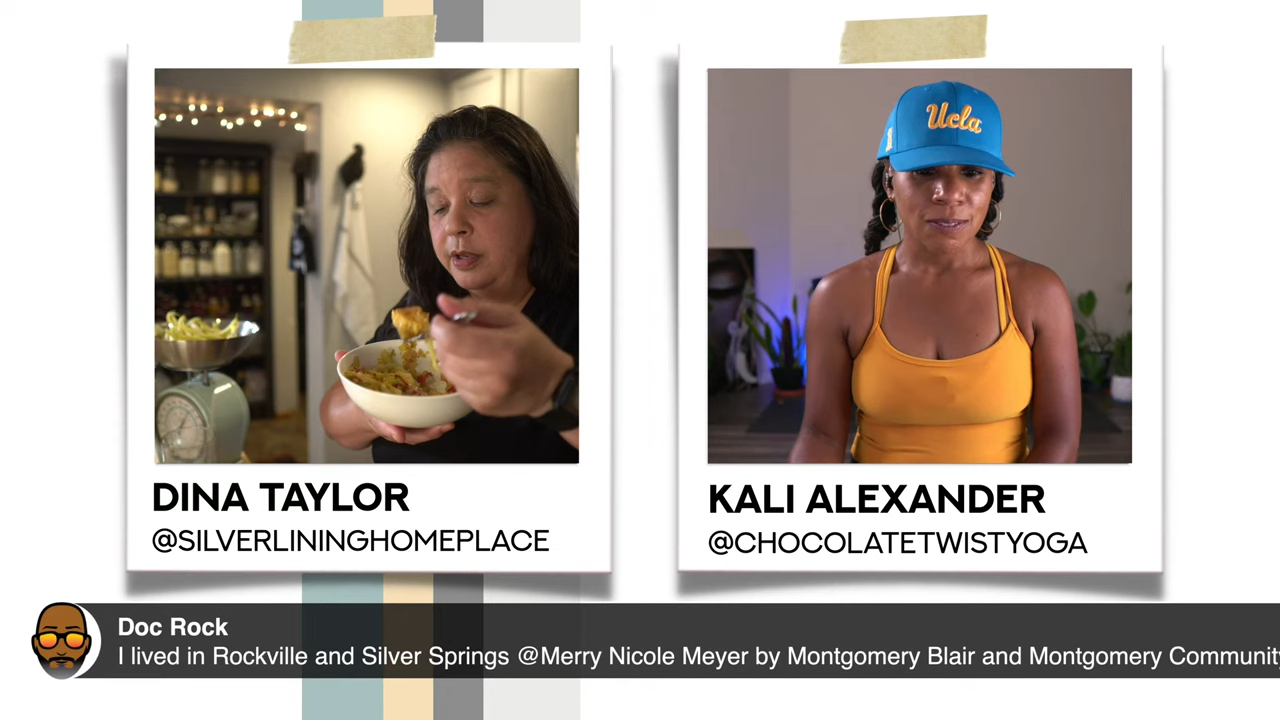 Ucla
DINA TAYLOR
@SILVERLININGHOMEPLACE
KALI ALEXANDER
@CHOCOLATETWISTYOGA
Doc Rock
I lived in Rockville and Silver Springs @Merry Nicole Meyer by Montgomery Blair and Montgomery Community